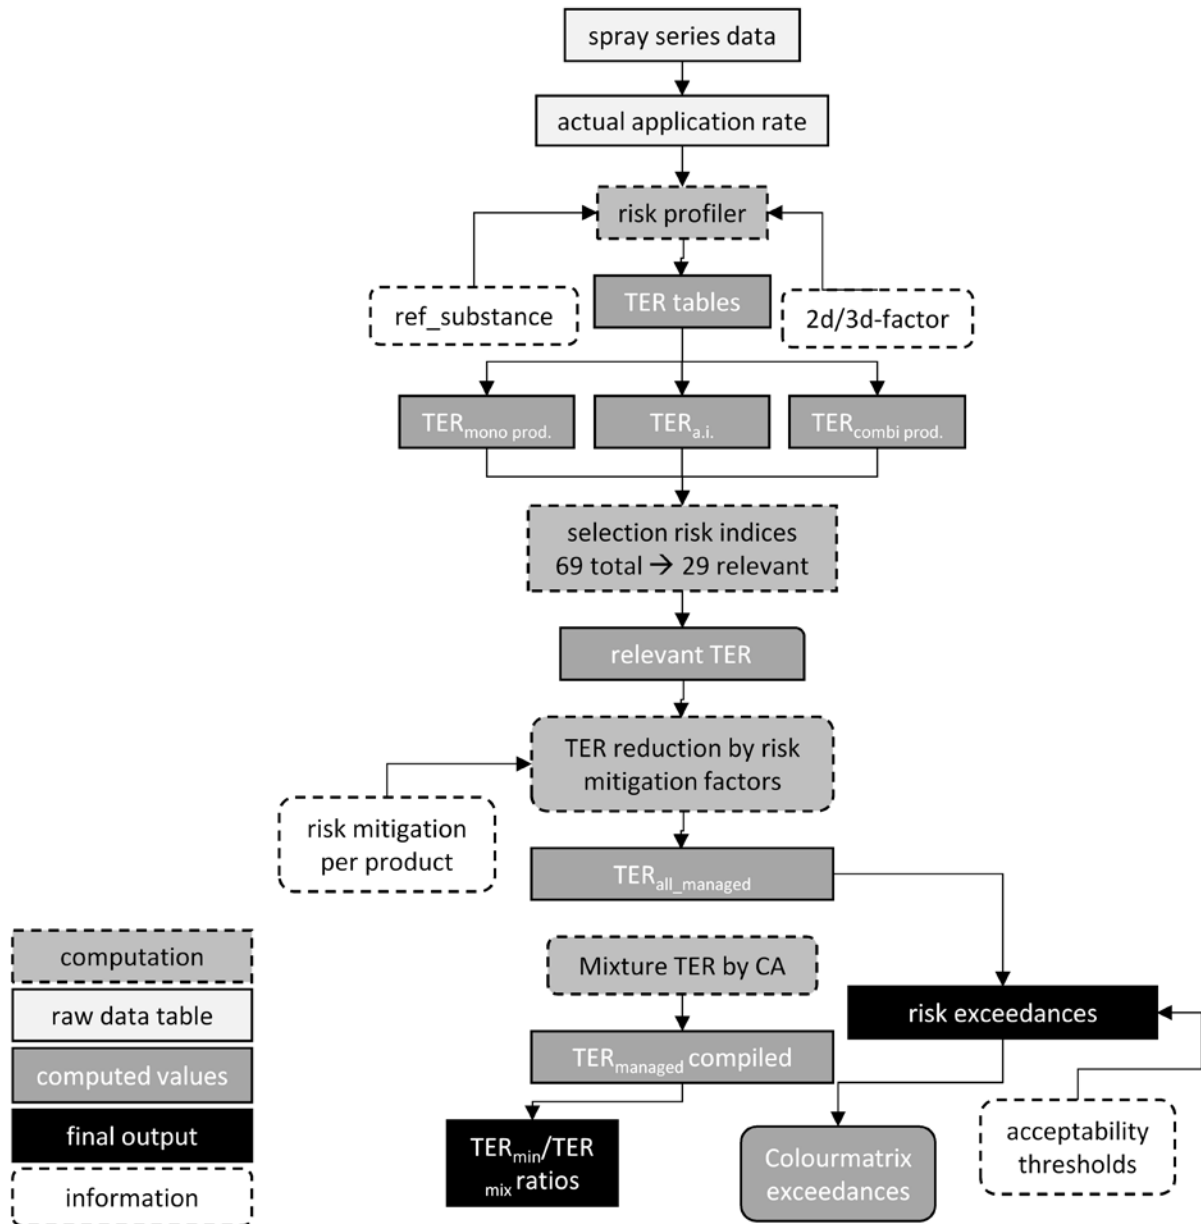 spray series data
actual application rate
risk profiler
ref_substance
TER tables
2d/3d-factor
TERmono prod.
TERa.i.
TERcombi prod.
selection risk indices
69 total → 29 relevant
relevant TER
TER reduction by risk
mitigation factors
risk mitigation
per product
TERall_managed
computation
raw data table
computed values
final output
information
Mixture TER by CA
risk exceedances
TERmanaged compiled
TERmin/TER
mix ratios
Colourmatrix
exceedances
acceptability
thresholds